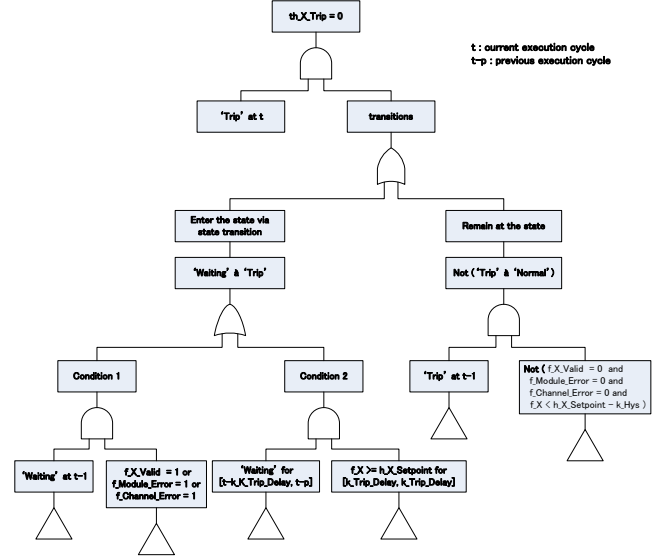 th_X_Trip = 0
t : current execution cycle
t-p : previous execution cycle
'Trip' at t
transitions
Enter the state via
state transition
Remain at the state
'Waiting' à 'Trip'
Not ( 'Trip' à 'Normal' )
Condition 1
Condition 2
'Trip' at t-1
Not ( f_X_Valid = 0 and
f_Module_Error = 0 and
f_Channel_Error = 0 and
f_X < h_X_Setpoint - k_Hys )
'Waiting' at t-1
f_X_Valid = 1 or
f_Module_Error = 1 or
f_Channel_Error = 1
'Waiting' for
[t-k_K_Trip_Delay, t-p]
f_X >= h_X_Setpoint for
[k_Trip_Delay, k_Trip_Delay]